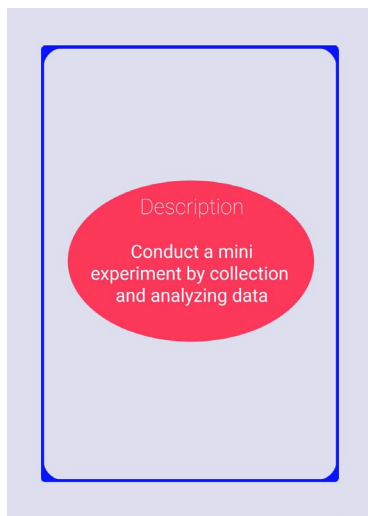 Description
Conduct a mini
experiment by collection
and analyzing data